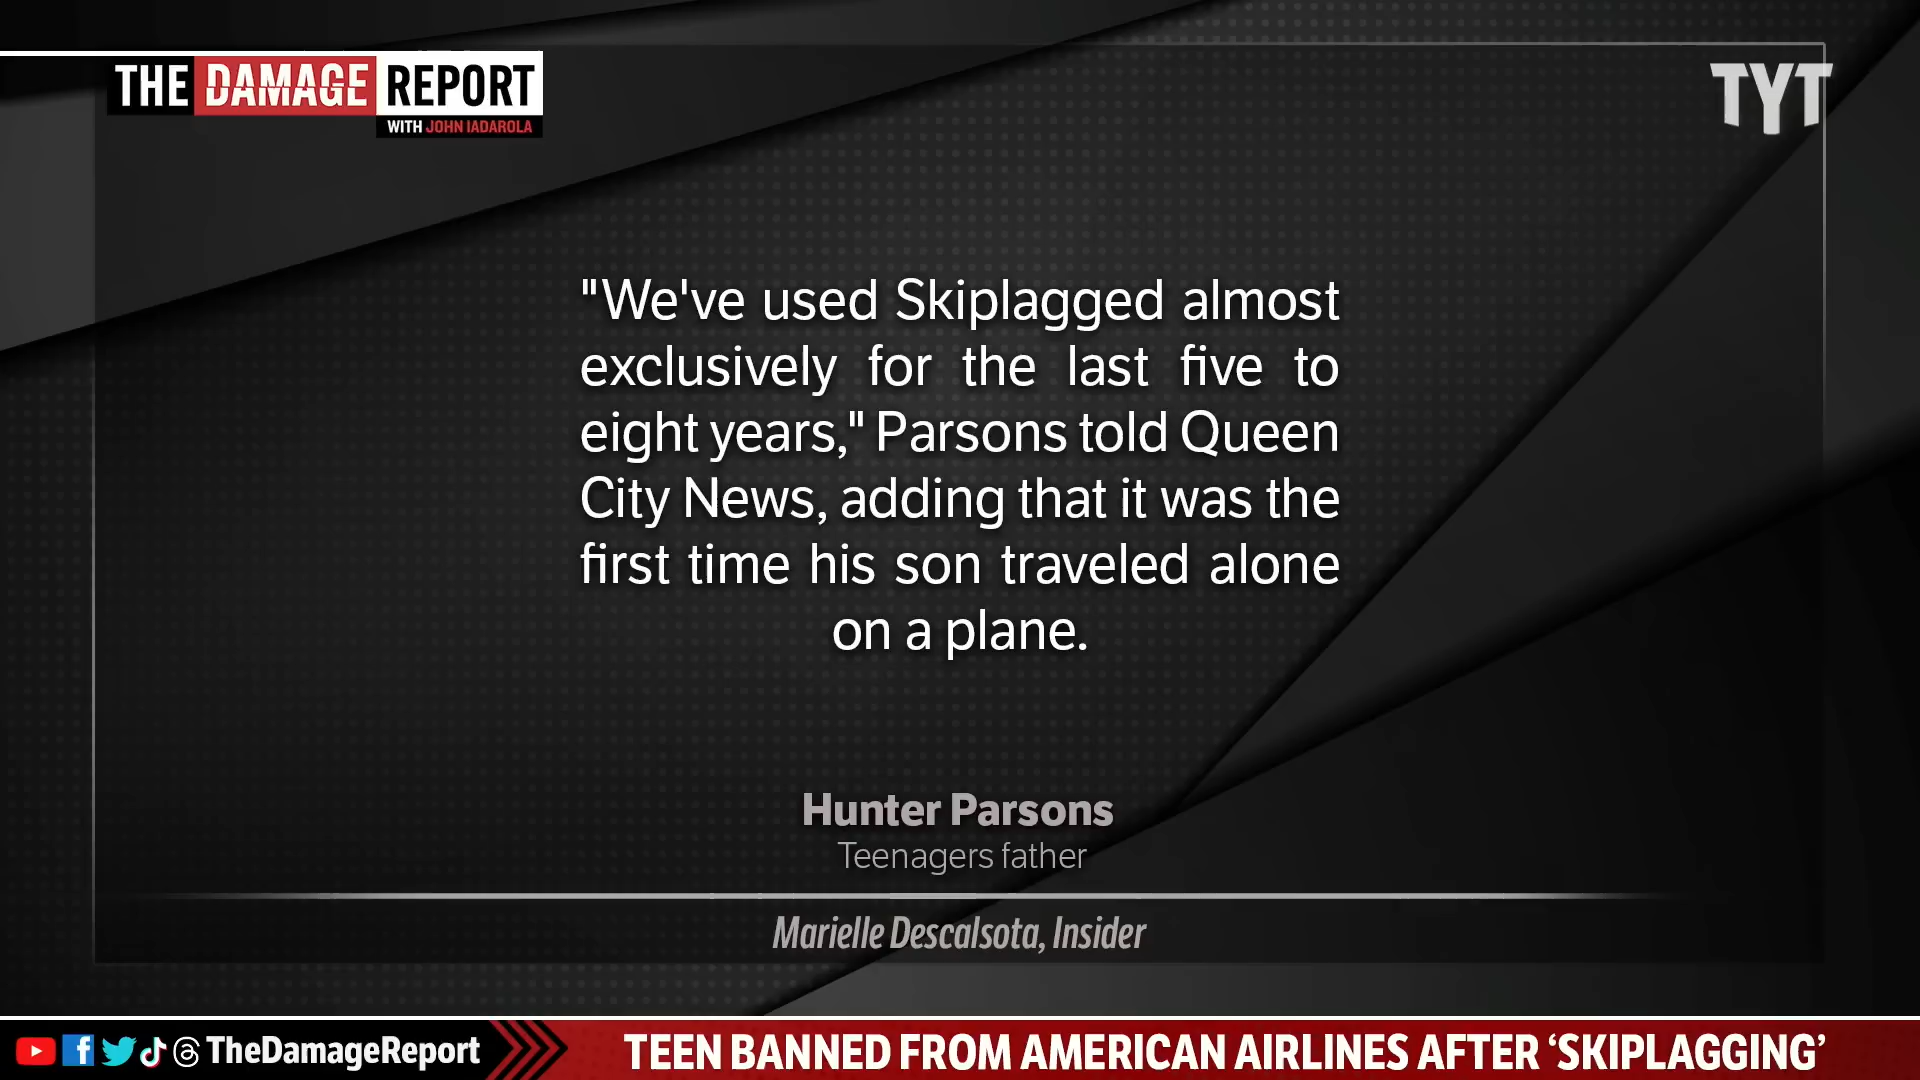 THE DAMAGE REPORT
WITH JOHN IADAROLA
TYT
"We've used Skiplagged almost
exclusively for the last five to
eight years," Parsons told Queen
City News, adding that it was the
first time his son traveled alone
on a plane.
Hunter Parsons
Teenagers father
Marielle Descalsota, Insider
TheDamageReport
TEEN BANNED FROM AMERICAN AIRLINES AFTER ‘SKIPLAGGING’